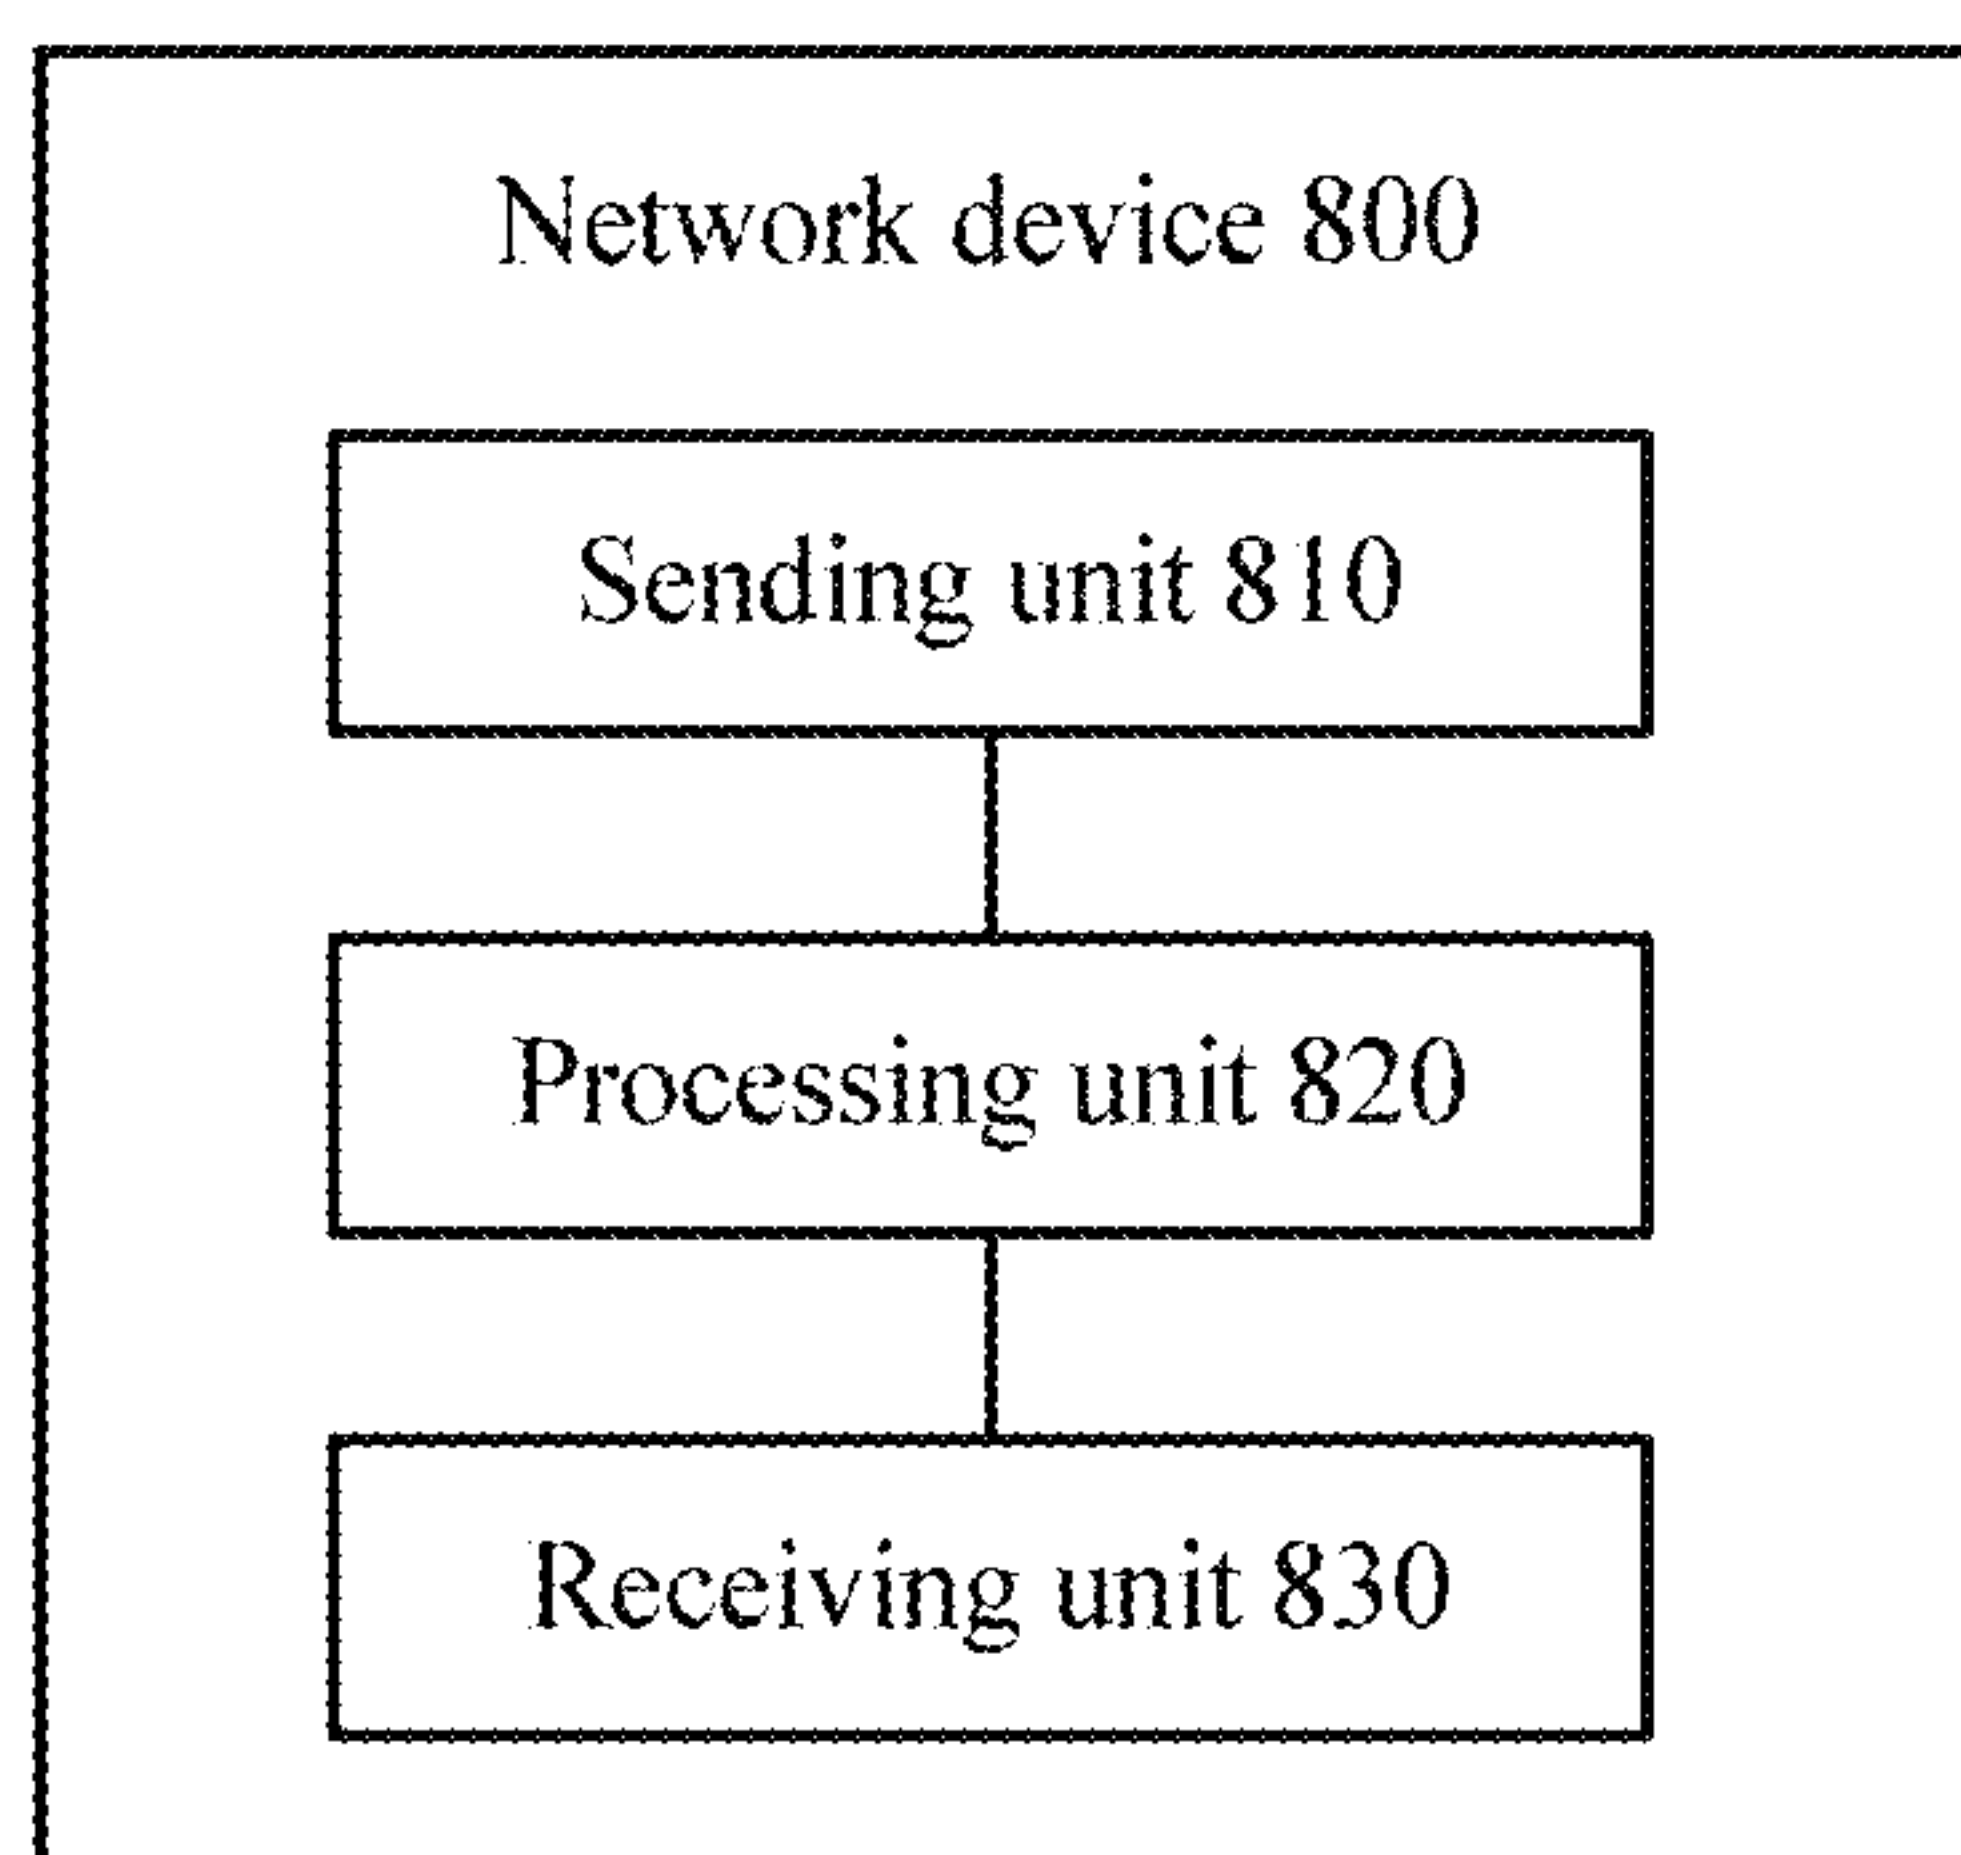 Network device 800
Sending unit 810
Processing unit 820
Receiving unit 830